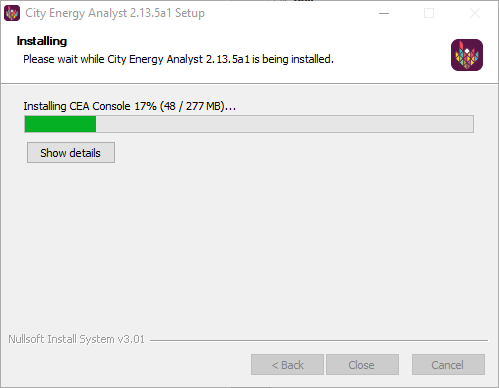 City Energy Analyst 2.13.5a1 Setup
Installing
Please wait while City Energy Analyst 2.13.5a1 is being installed.
Installing CEA Console 17% (48 / 277 MB)...
Show details
Nullsoft Install System v3.01
< Back
Close
Cancel